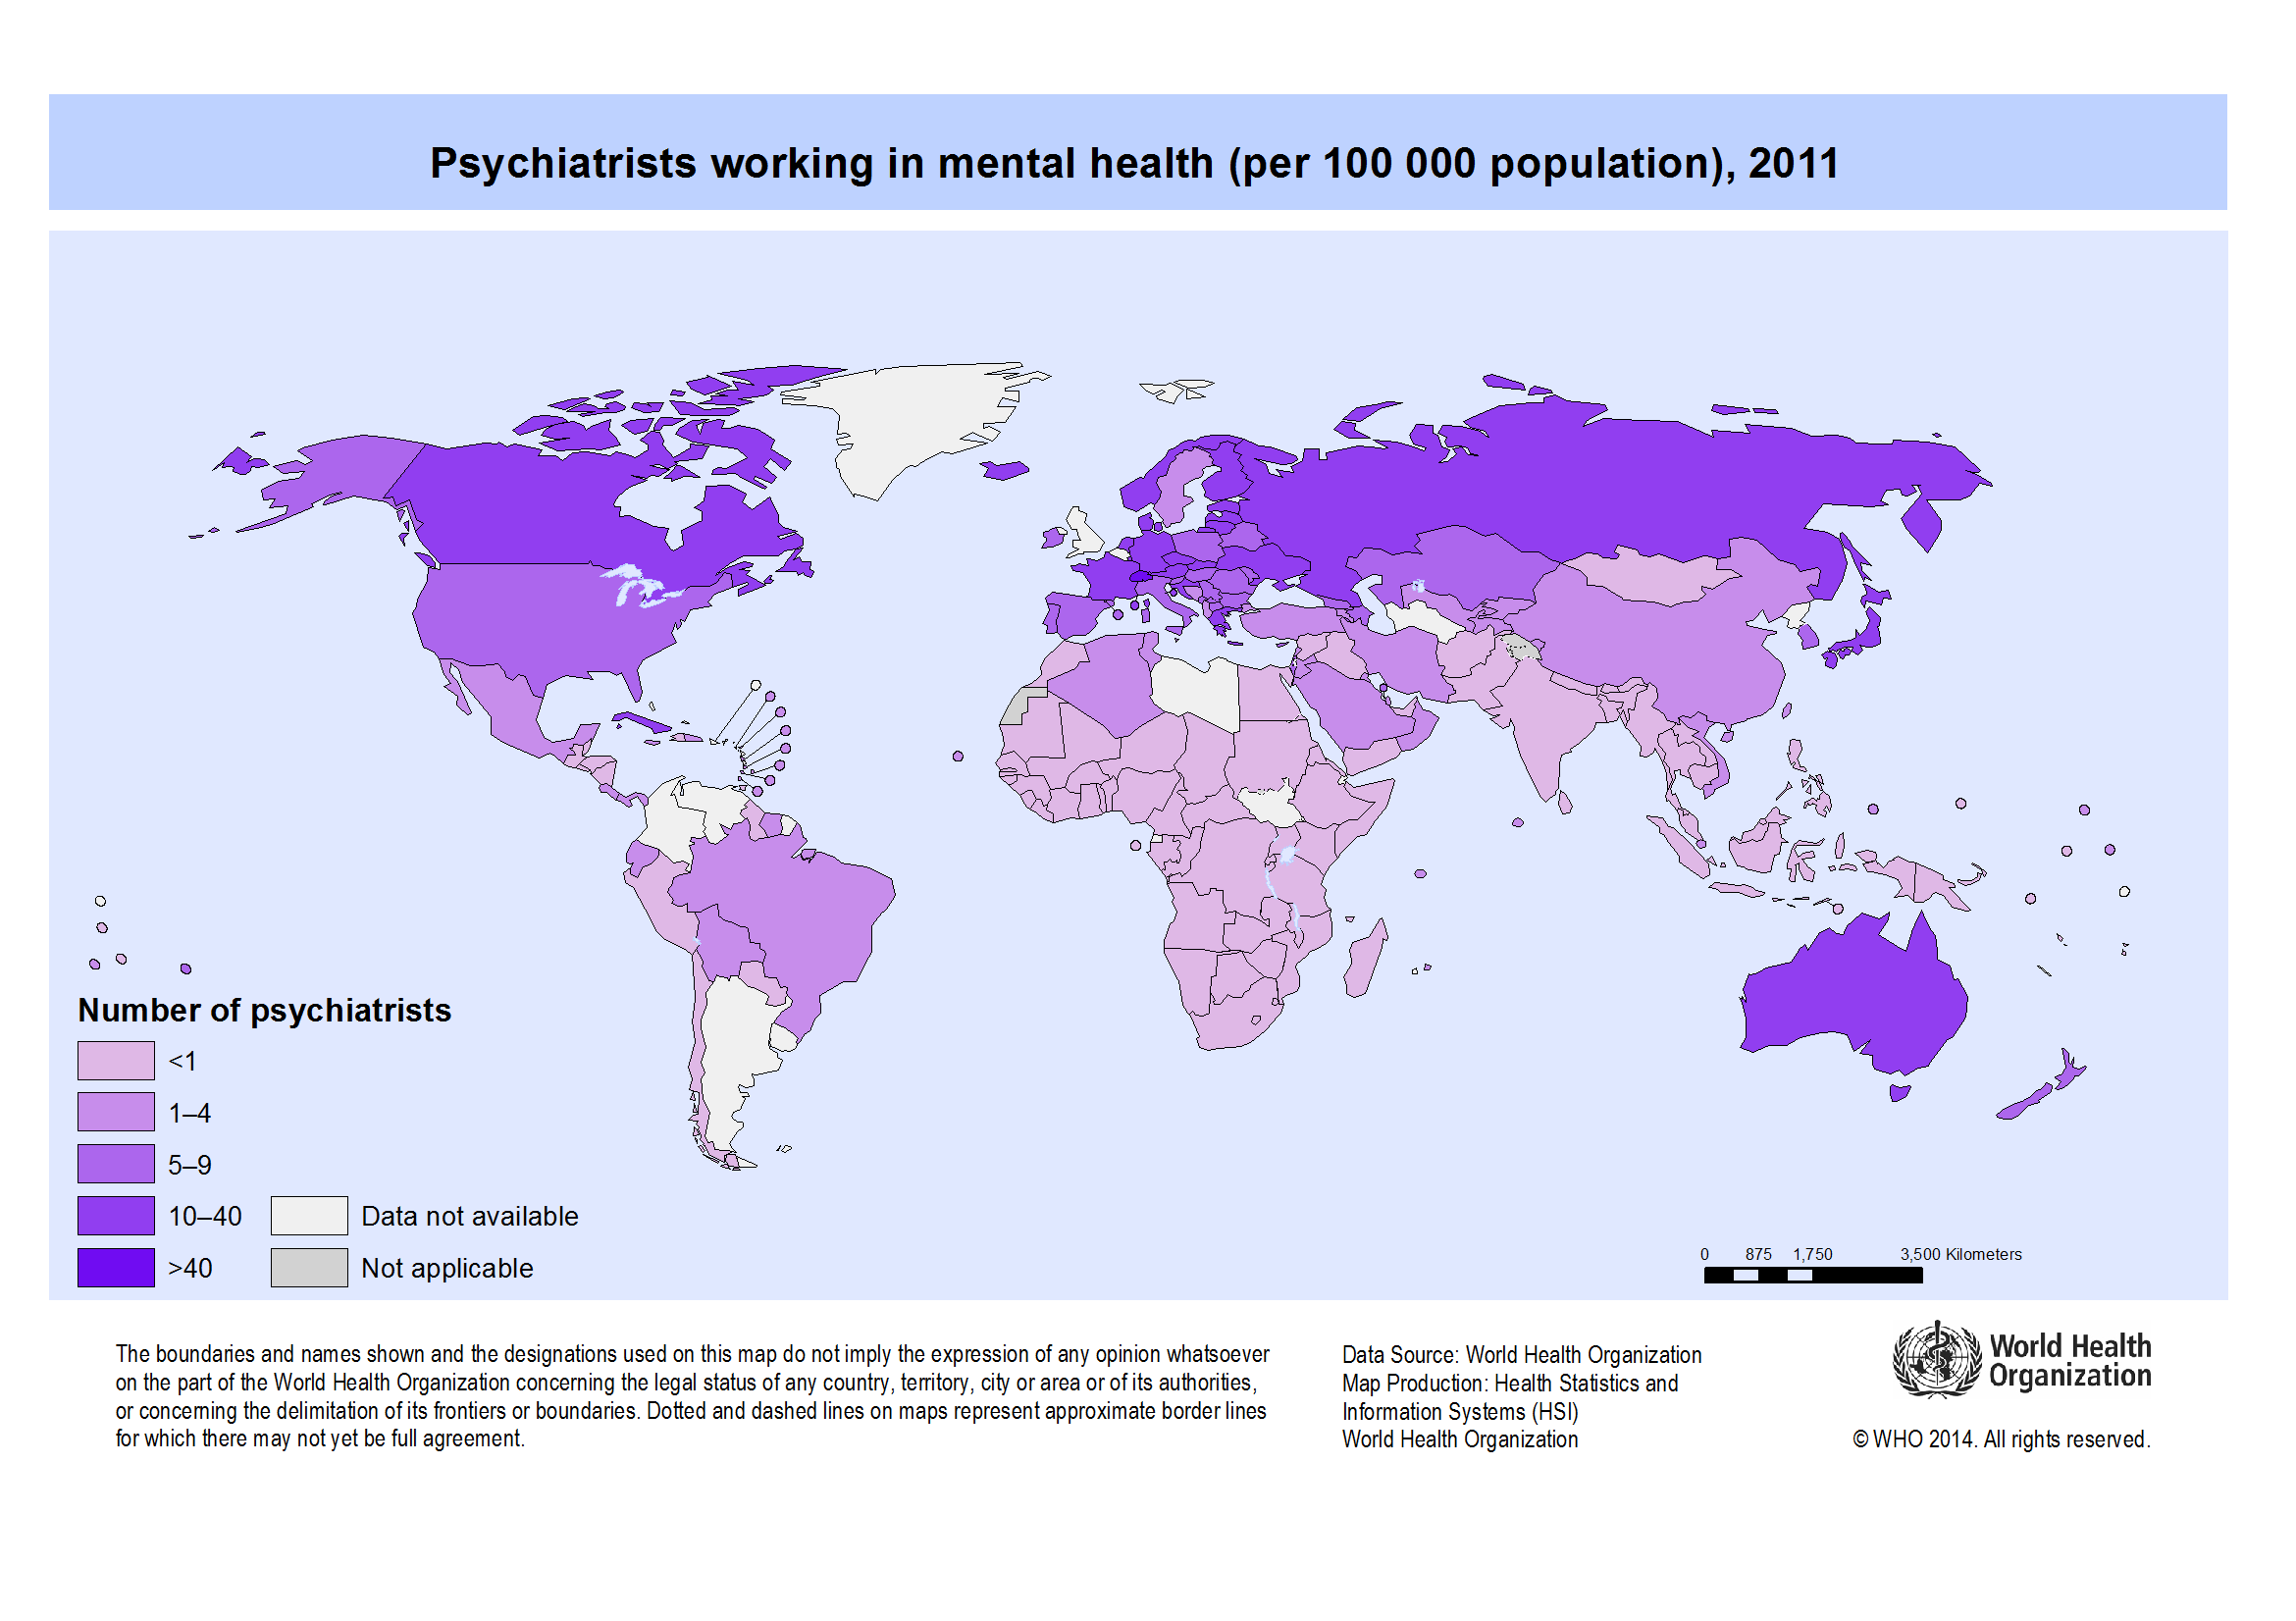 Psychiatrists working in mental health (per 100 000 population), 2011
Number of psychiatrists
<1
1–4
5–9
10–40
Data not available
>40
Not applicable
0 875 1,750 3,500 Kilometers
The boundaries and names shown and the designations used on this map do not imply the expression of any opinion whatsoever
on the part of the World Health Organization concerning the legal status of any country, territory, city or area or of its authorities,
or concerning the delimitation of its frontiers or boundaries. Dotted and dashed lines on maps represent approximate border lines
for which there may not yet be full agreement.
Data Source: World Health Organization
Map Production: Health Statistics and
Information Systems (HSI)
World Health Organization
World Health
Organization
© WHO 2014. All rights reserved.